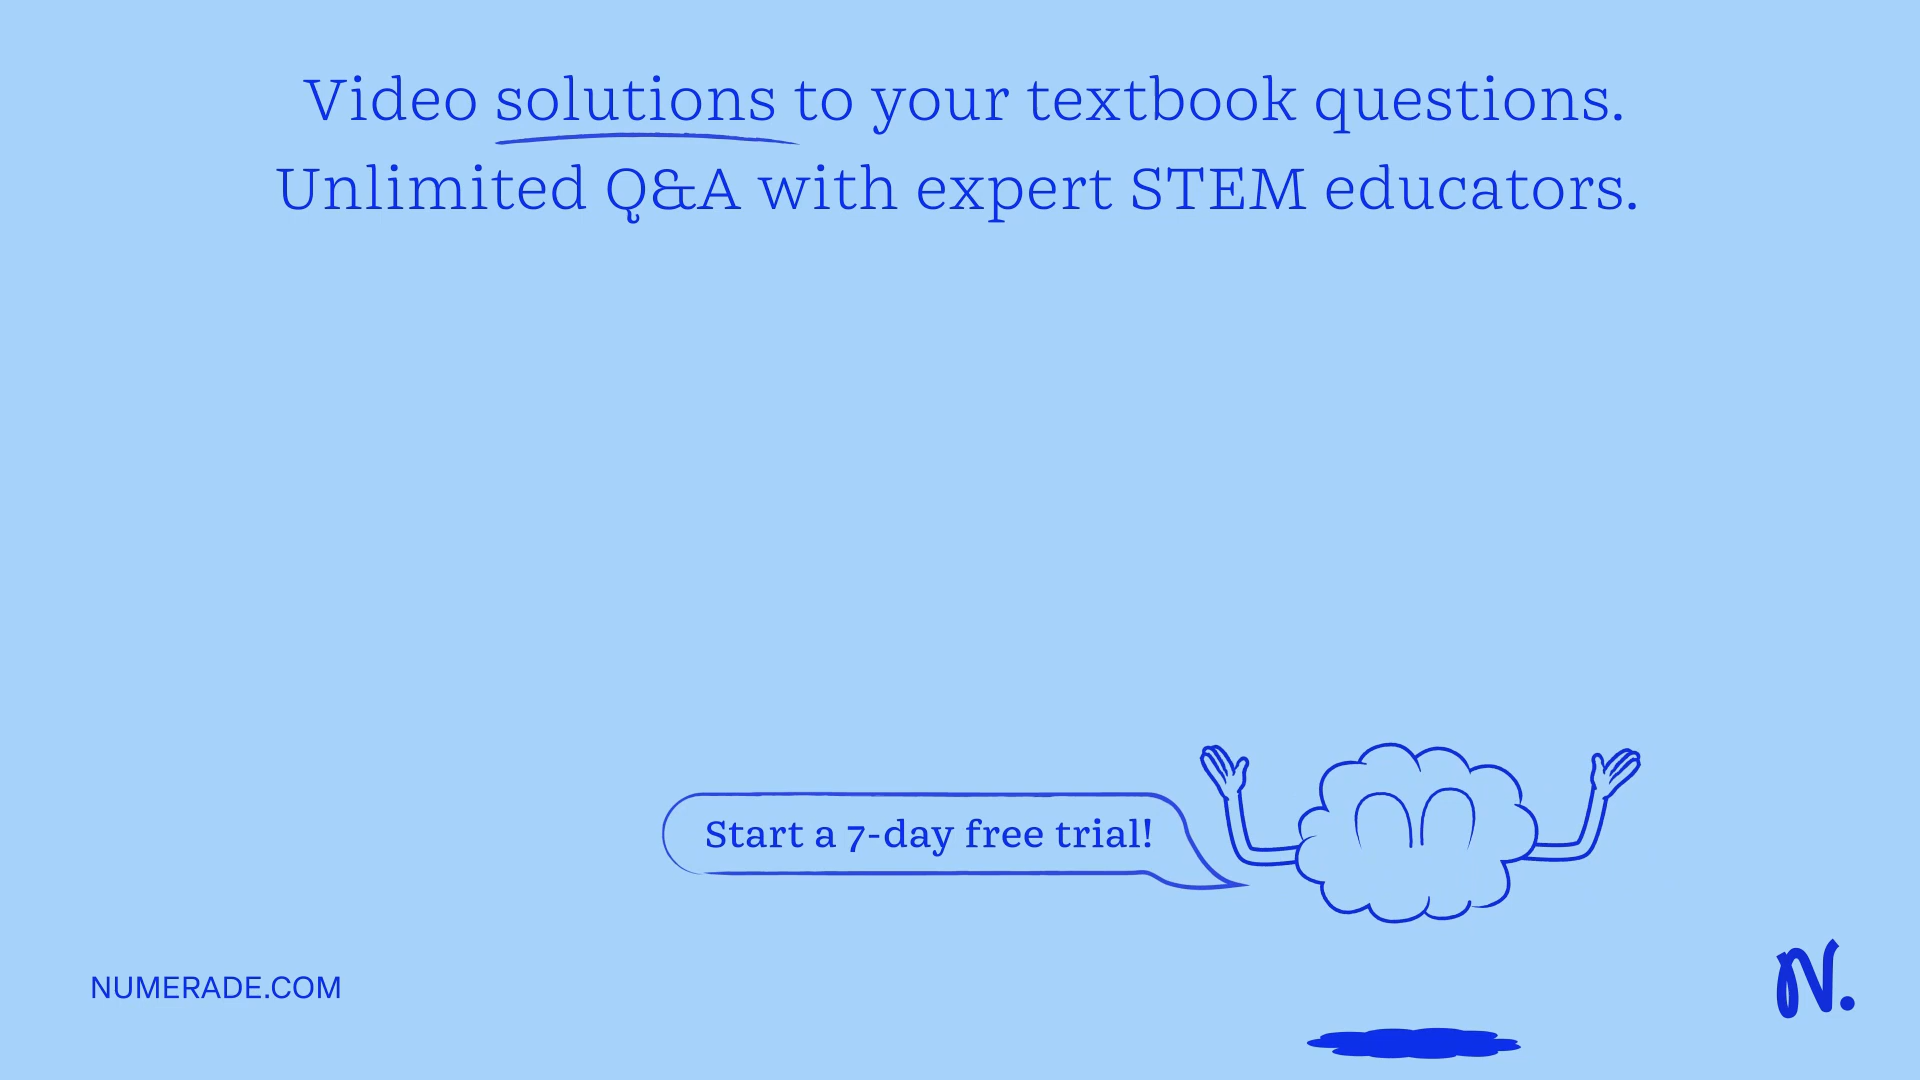 Video solutions to your textbook questions.
Unlimited Q&A with expert STEM educators.
Start a 7-day free trial!
NUMERADE.COM
N.